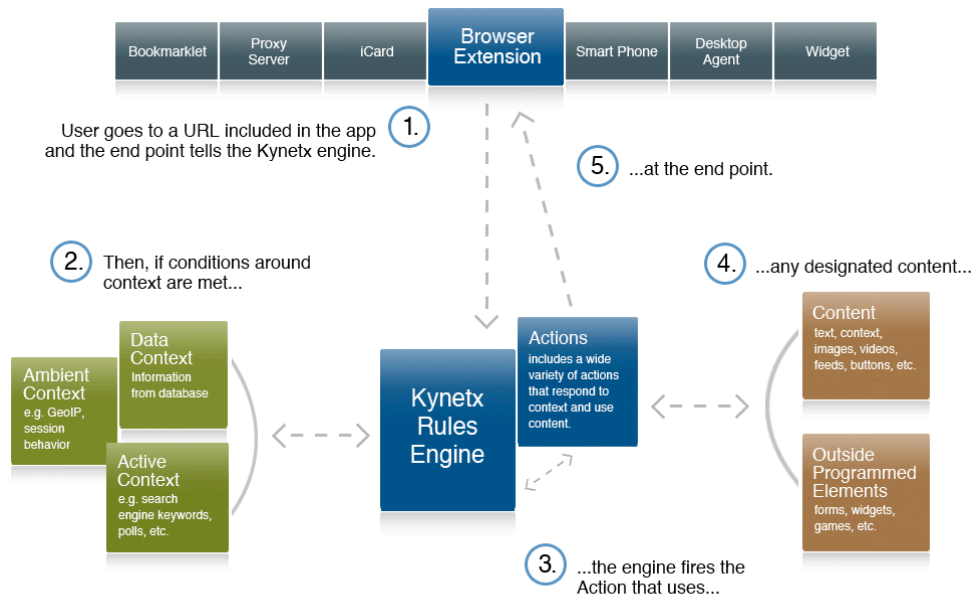 Bookmarklet
Proxy
Server
iCard
Browser
Extension
Smart Phone
Desktop
Agent
Widget
1.
User goes to a URL included in the app
and the end point tells the Kynetx engine.
5.
...at the end point.
2.
Then, if conditions around
context are met...
4.
...any designated content...
Ambient
Context
e.g. GeoIP,
session
behavior
Data
Context
Information
from database
Active
Context
e.g. search
engine keywords,
polls, etc.
Kynetx
Rules
Engine
Actions
includes a wide
variety of actions
that respond to
context and use
content.
Content
text, context,
images, videos,
feeds, buttons, etc.
Outside
Programmed
Elements
forms, widgets,
games, etc.
3.
...the engine fires the
Action that uses...